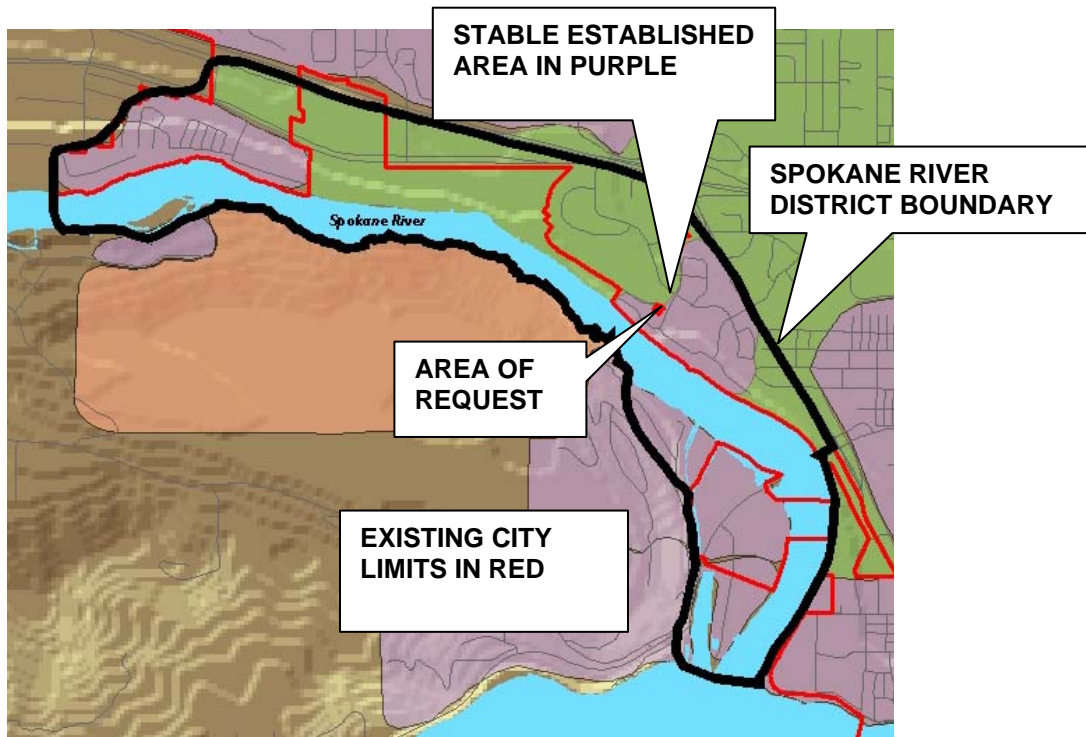 STABLE ESTABLISHED
AREA IN PURPLE
SPOKANE RIVER
DISTRICT BOUNDARY
Spokane River
AREA OF
REQUEST
EXISTING CITY
LIMITS IN RED